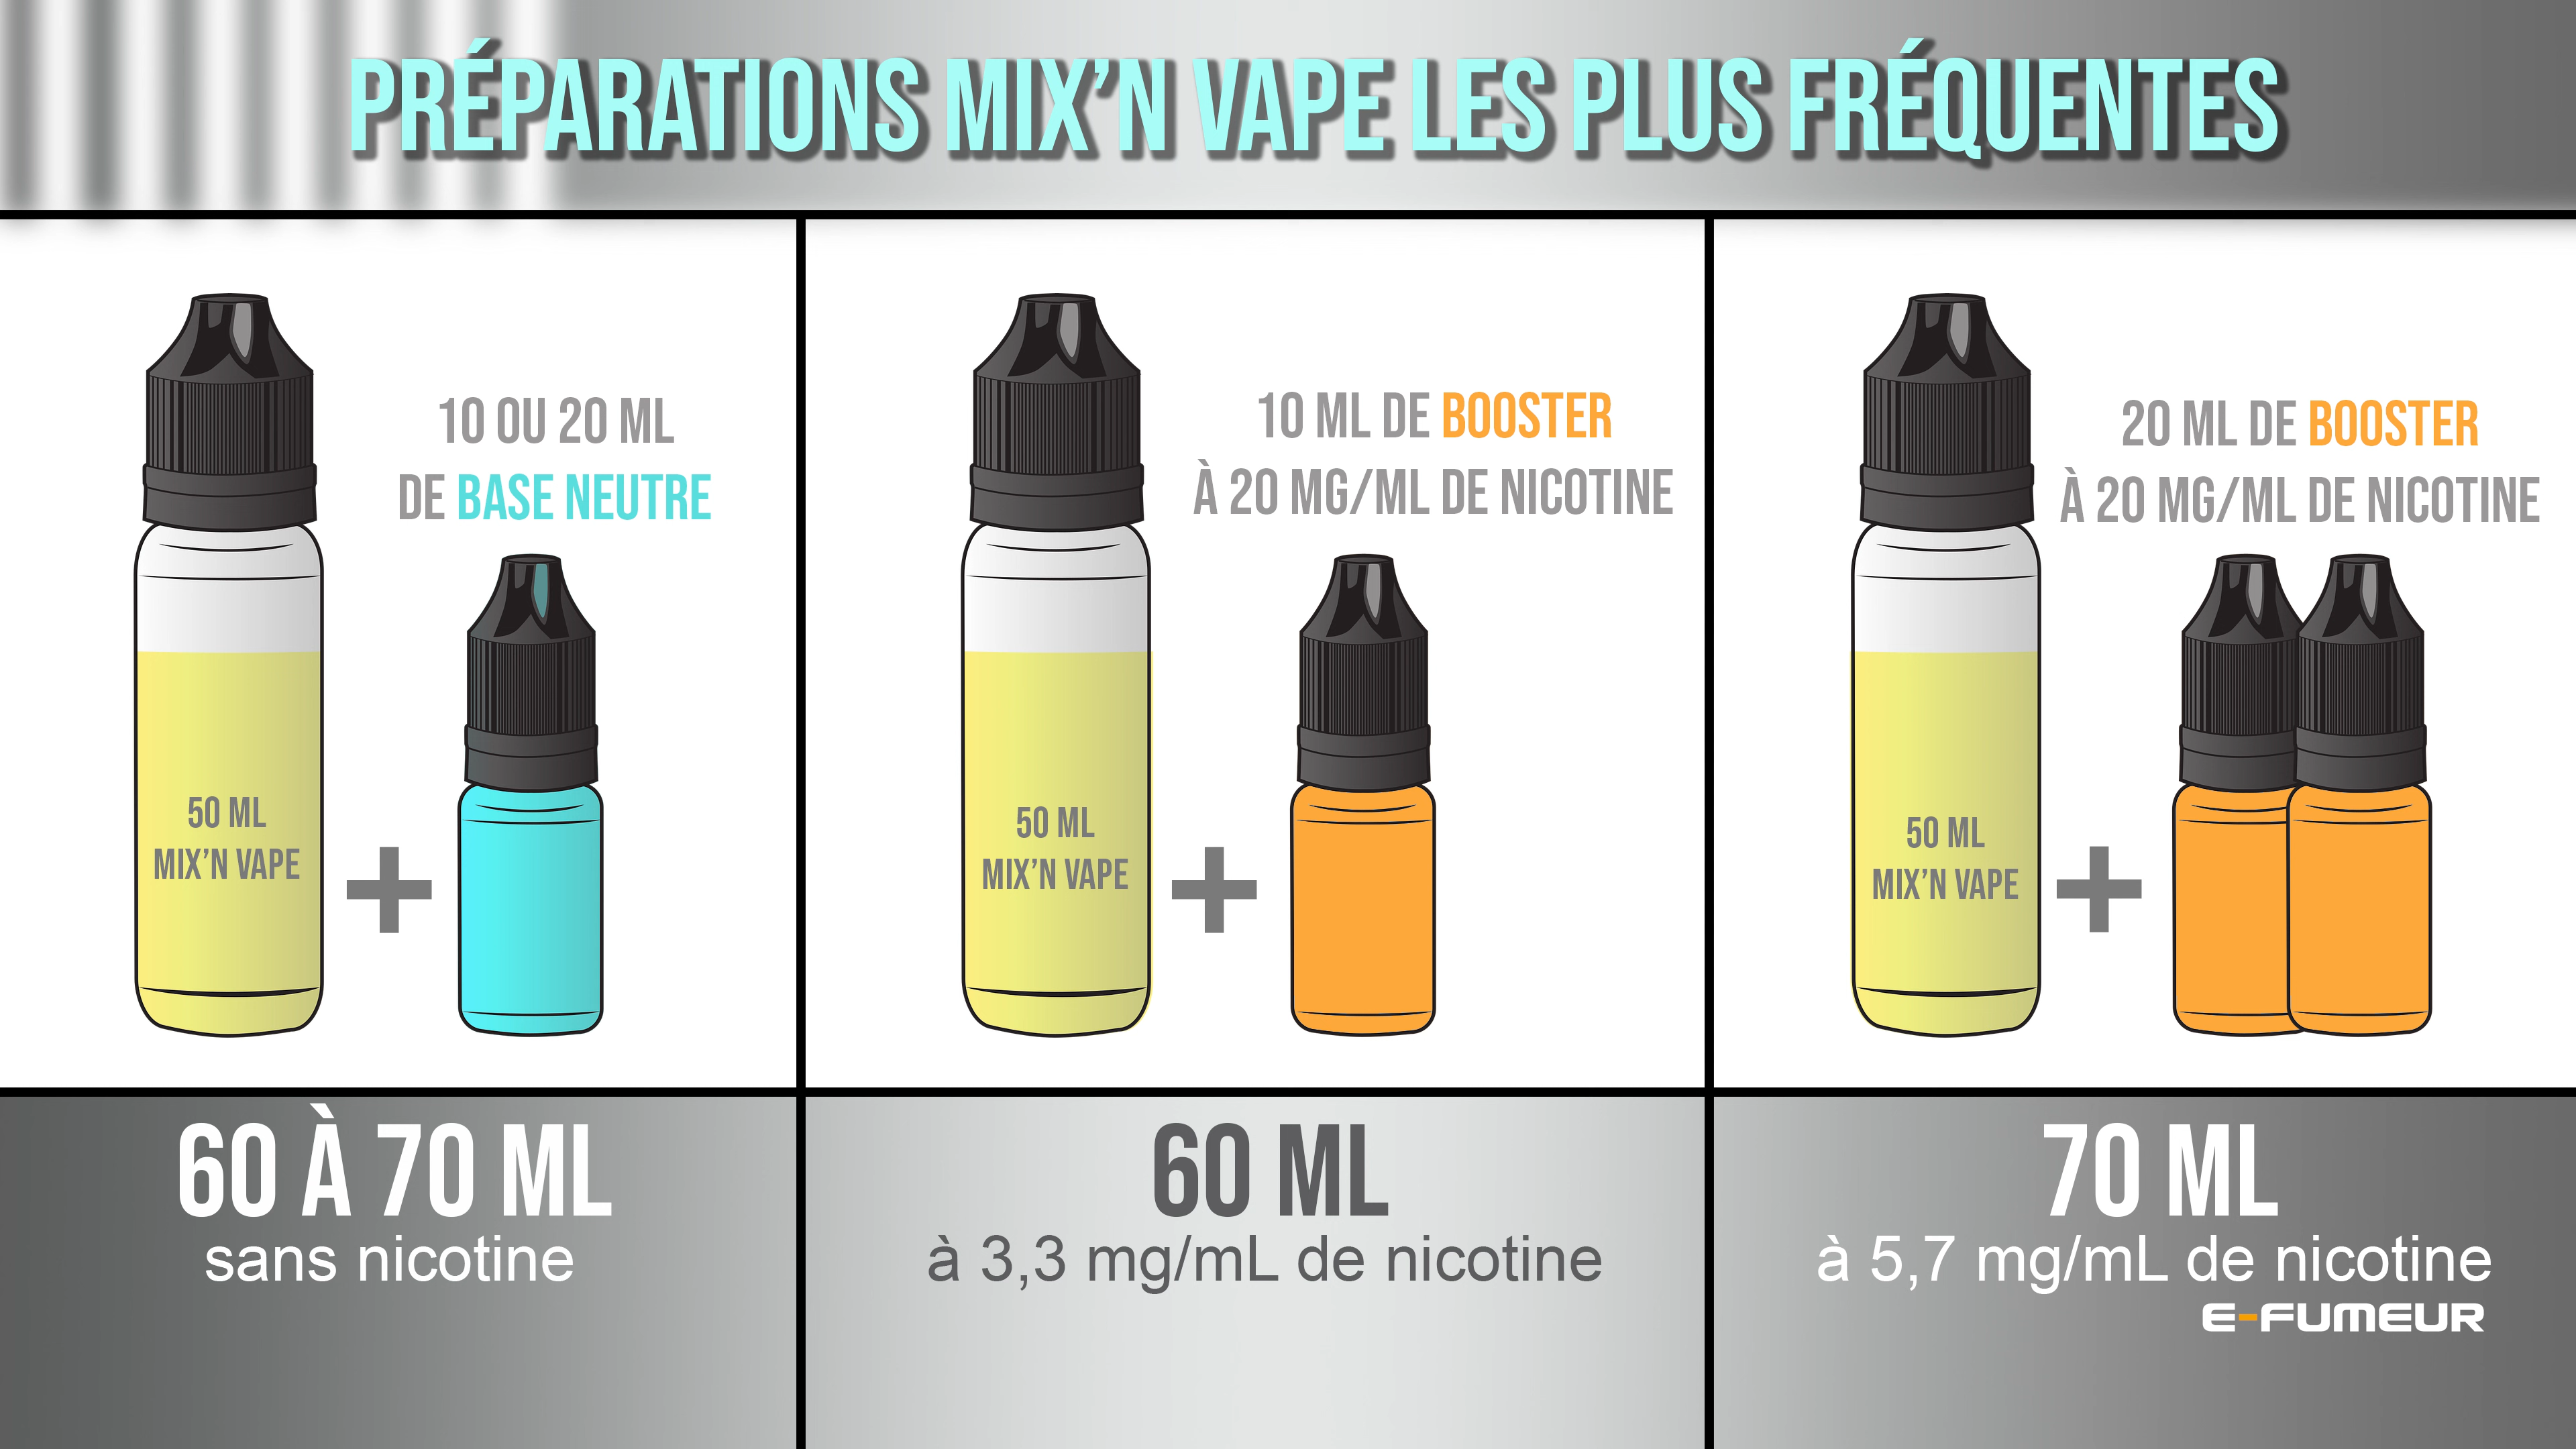 PRÉPARATIONS MIX'N VAPE LES PLUS FRÉQUENTES
10 OU 20 ML
DE BASE NEUTRE
50 ML
MIX'N VAPE
+
60 À 70 ML
sans nicotine
10 ML DE BOOSTER
À 20 MG/ML DE NICOTINE
50 ML
MIX'N VAPE
+
60 ML
à 3,3 mg/mL de nicotine
20 ML DE BOOSTER
À 20 MG/ML DE NICOTINE
50 ML
MIX'N VAPE
+
70 ML
à 5,7 mg/mL de nicotine
E-FUMEUR